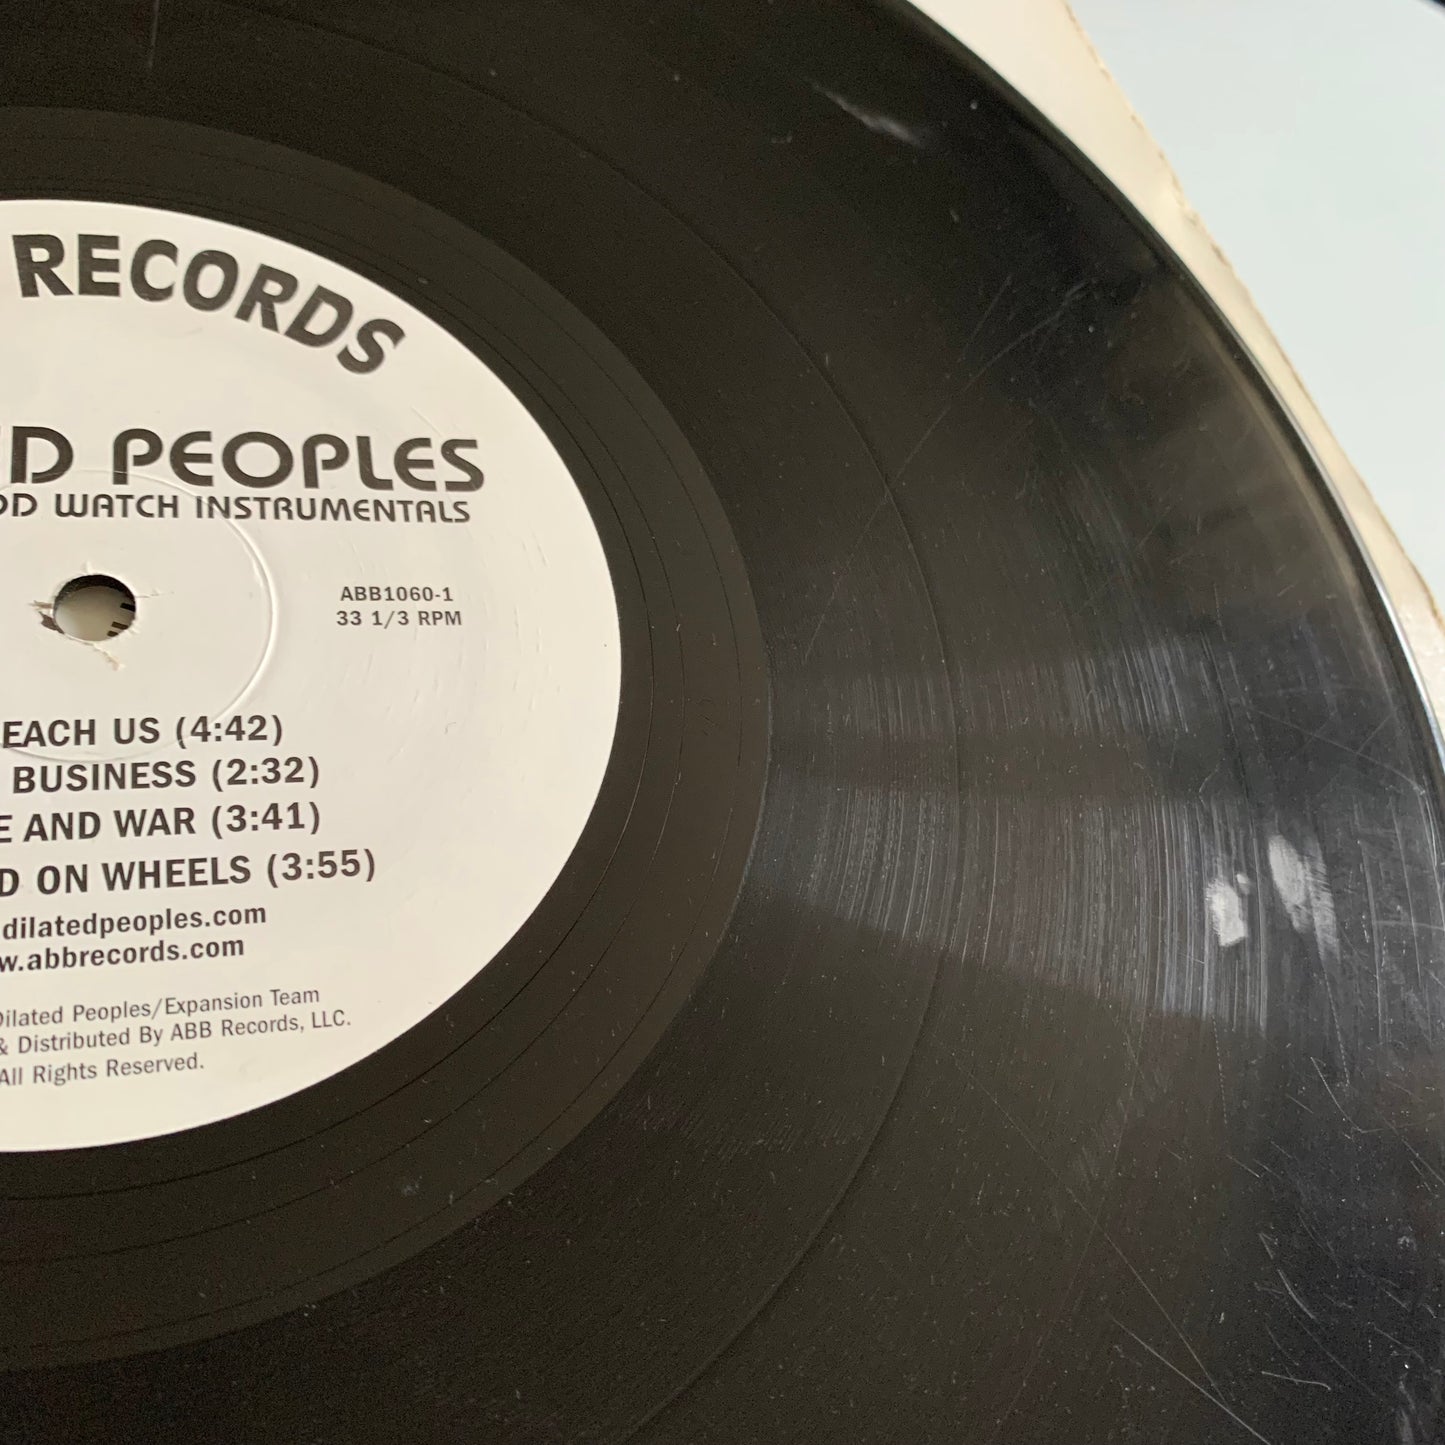 RECORDS
ED PEOPLES
OD WATCH INSTRUMENTALS
ABB1060-1
33 1/3 RPM
EACH US (4:42)
BUSINESS (2:32)
E AND WAR (3:41)
D ON WHEELS (3:55)
dilatedpeoples.com
w.abbrecords.com
Dilated Peoples/Expansion Team
& Distributed By ABB Records, LLC.
All Rights Reserved.